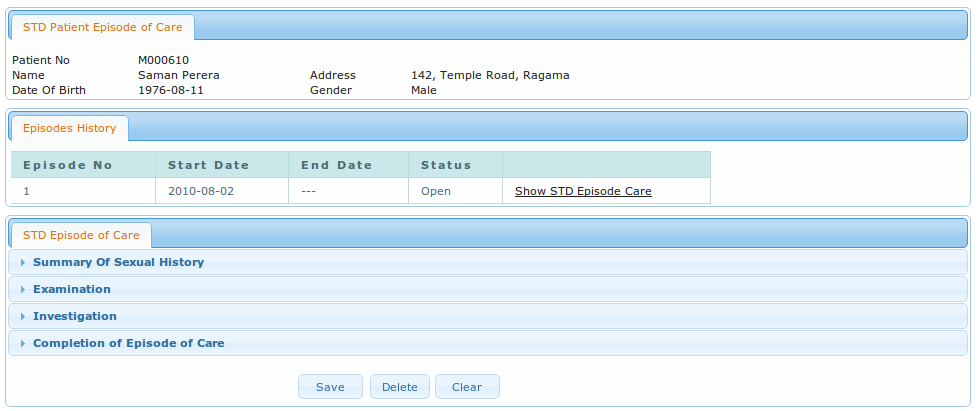 STD Patient Episode of Care
Patient No M000610
Name Saman Perera Address 142, Temple Road, Ragama
Date Of Birth 1976-08-11 Gender Male
Episodes History
Episode No Start Date End Date Status
1 2010-08-02 --- Open Show STD Episode Care
STD Episode of Care
Summary Of Sexual History
Examination
Investigation
Completion of Episode of Care
Save Delete Clear